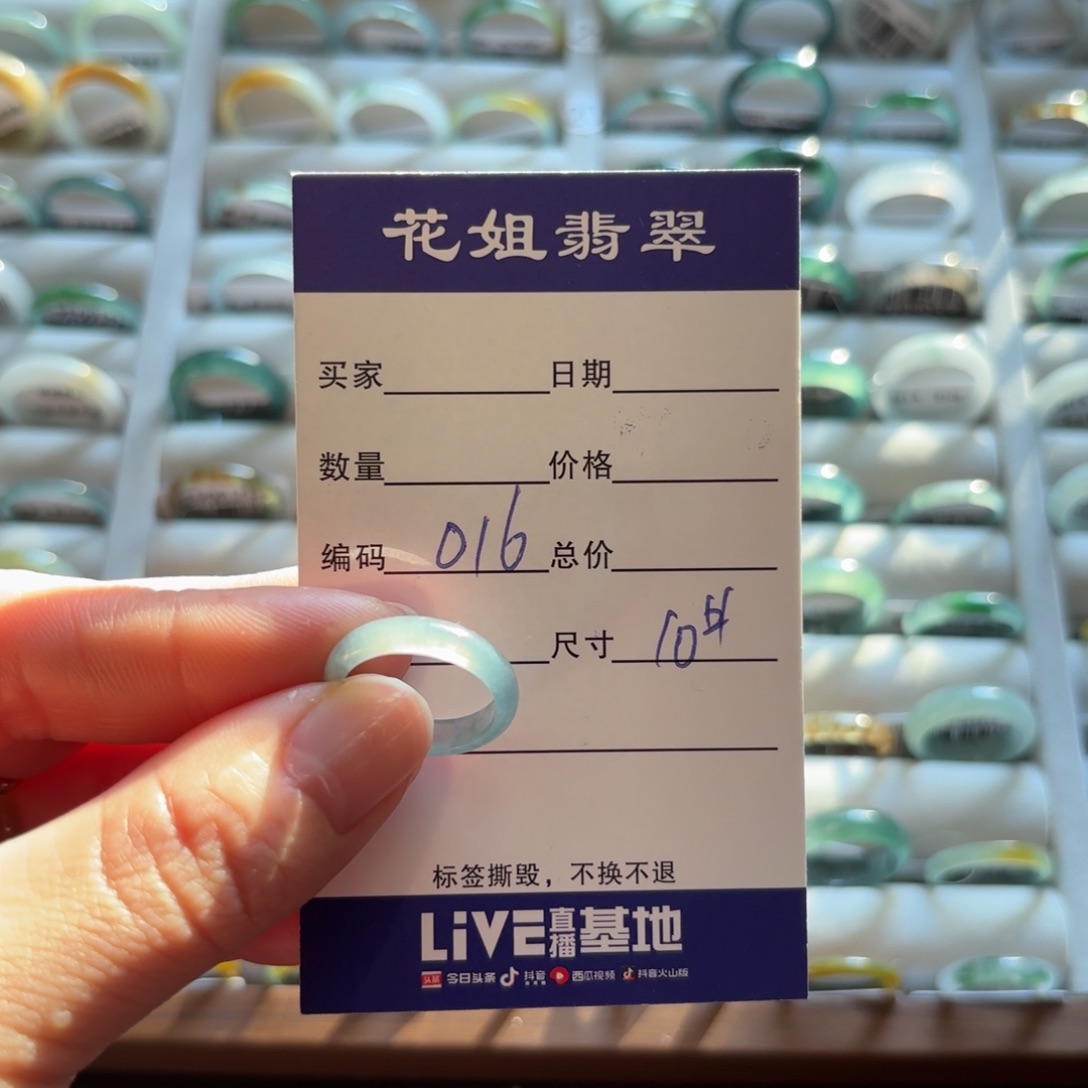 花姐翡翠
买家 日期
数量 价格
编码 016 总价
尺寸 10#
标签撕毁，不换不退
LiVE直播基地
头条 今日头条 抖音 西瓜视频 抖音火山版